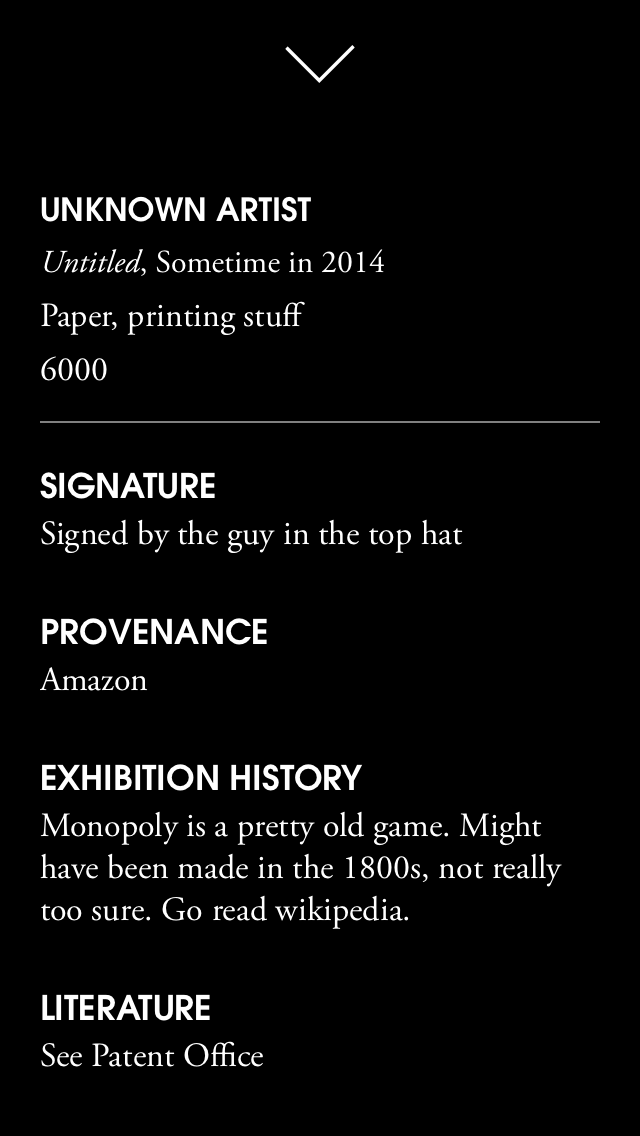 UNKNOWN ARTIST
Untitled, Sometime in 2014
Paper, printing stuff
6000
SIGNATURE
Signed by the guy in the top hat
PROVENANCE
Amazon
EXHIBITION HISTORY
Monopoly is a pretty old game. Might
have been made in the 1800s, not really
too sure. Go read wikipedia.
LITERATURE
See Patent Office